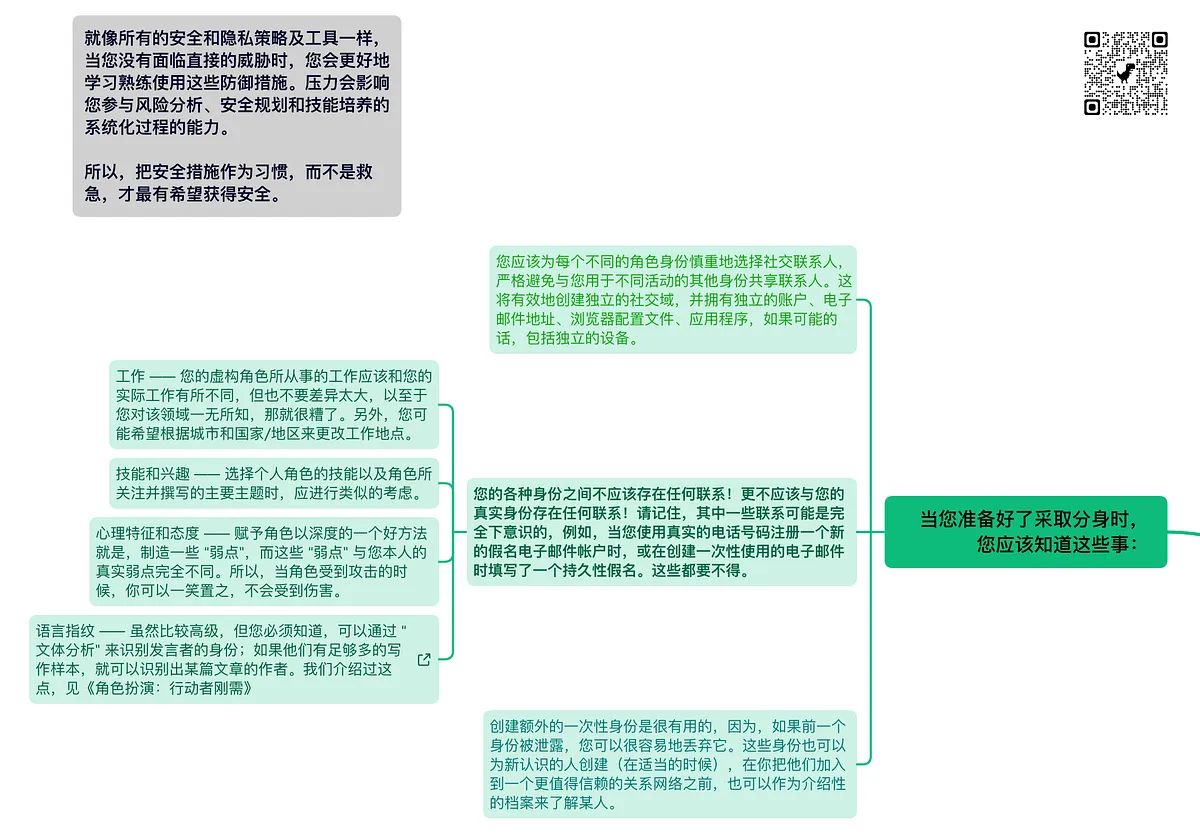 就像所有的安全和隐私策略及工具一样，
当您没有面临直接的威胁时，您会更好地
学习熟练使用这些防御措施。压力会影响
您参与风险分析、安全规划和技能培养的
系统化过程的能力。
所以，把安全措施作为习惯，而不是救
急，才最有希望获得安全。
您应该为每个不同的角色身份慎重地选择社交联系人，
严格避免与您用于不同活动的其他身份共享联系人。这
将有效地创建独立的社交域，并拥有独立的账户、电子
邮件地址、浏览器配置文件、应用程序，如果可能的
话，包括独立的设备。
工作 —— 您的虚构角色所从事的工作应该和您的
实际工作有所不同，但也不要差异太大，以至于
您对该领域一无所知，那就很糟了。另外，您可
能希望根据城市和国家/地区来更改工作地点。
技能和兴趣 —— 选择个人角色的技能以及角色所
关注并撰写的主要主题时，应进行类似的考虑。
心理特征和态度 —— 赋予角色以深度的一个好方法
就是，制造一些 "弱点"，而这些 "弱点" 与您本人的
真实弱点完全不同。所以，当角色受到攻击的时
候，你可以一笑置之，不会受到伤害。
语言指纹 —— 虽然比较高级，但您必须知道，可以通过 "
文体分析" 来识别发言者的身份；如果他们有足够多的写
作样本，就可以识别出某篇文章的作者。我们介绍过这
点，见《角色扮演：行动者刚需》
您的各种身份之间不应该存在任何联系！更不应该与您的
真实身份存在任何联系！请记住，其中一些联系可能是完
全下意识的，例如，当您使用真实的电话号码注册一个新
的假名电子邮件帐户时，或在创建一次性使用的电子邮件
时填写了一个持久性假名。这些都要不得。
当您准备好了采取分身时，
您应该知道这些事：
创建额外的一次性身份是很有用的，因为，如果前一个
身份被泄露，您可以很容易地丢弃它。这些身份也可以
为新认识的人创建（在适当的时候），在你把他们加入
到一个更值得信赖的关系网络之前，也可以作为介绍性
的档案来了解某人。